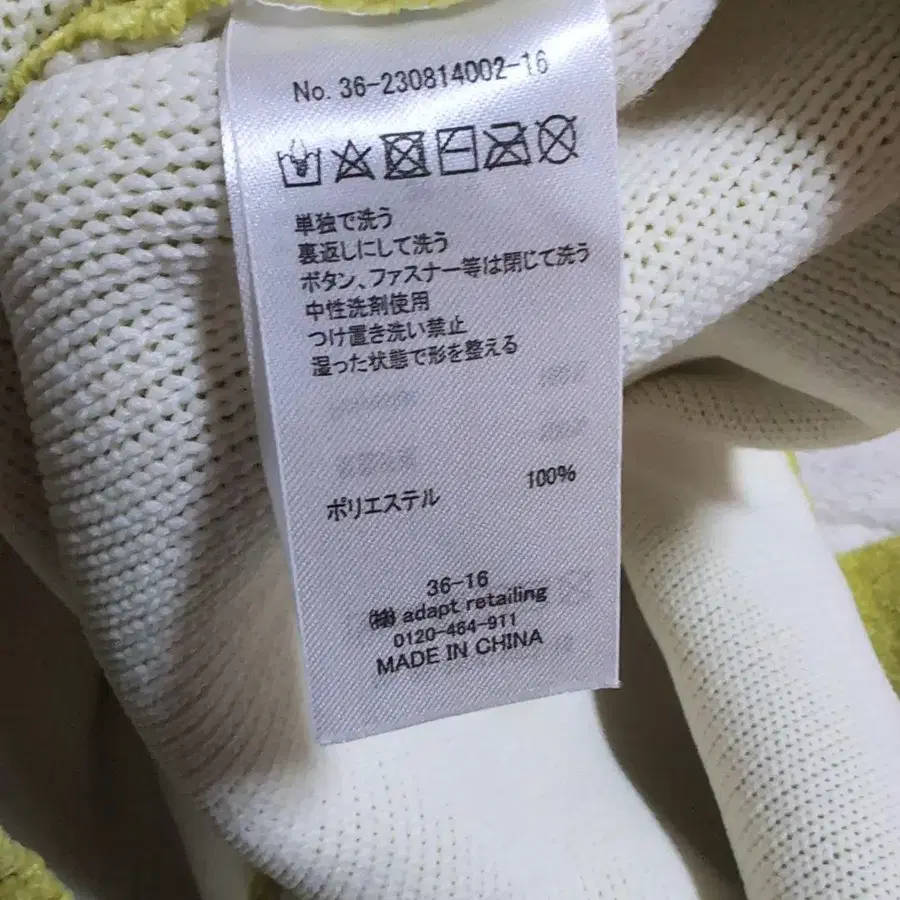 No. 36-230814002-16
単独で洗う
裏返しにして洗う
ボタン、ファスナー等は閉じて洗う
中性洗剤使用
つけ置き洗い禁止
湿った状態で形を整える
ポリエステル 100%
36-16
㈱ adapt retailing
0120-464-911
MADE IN CHINA